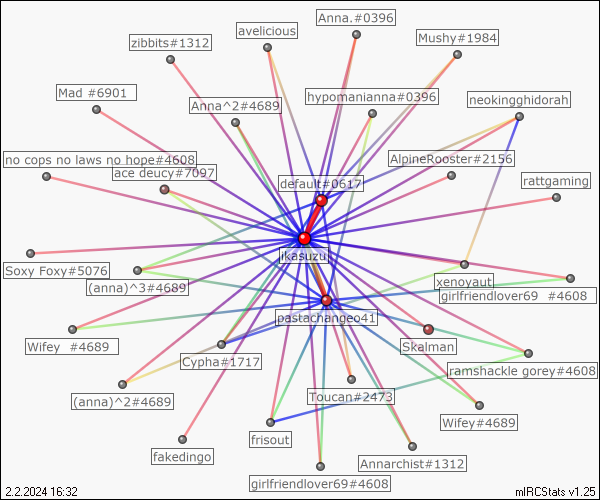 Anna.#0396
avelicious
Mushy#1984
zibbits#1312
Mad #6901
hypomanianna#0396
neokingghidorah
Anna^2#4689
no cops no laws no hope#4608
AlpineRooster#2156
ace deucy#7097
rattgaming
default#0617
ikasuzu
Soxy Foxy#5076
xenoyaut
(anna)^3#4689
girlfriendlover69 #4608
pastachangeo41
Wifey #4689
Skalman
Cypha#1717
ramshackle gorey#4608
Toucan#2473
(anna)^2#4689
Wifey#4689
frisout
fakedingo
Annarchist#1312
girlfriendlover69#4608
2.2.2024 16:32
mIRCStats v1.25